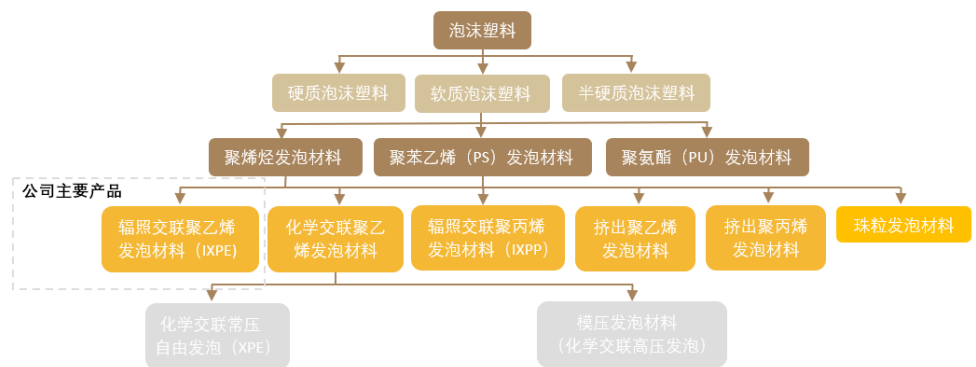 泡沫塑料
硬质泡沫塑料
软质泡沫塑料
半硬质泡沫塑料
聚烯烃发泡材料
聚苯乙烯（PS）发泡材料
聚氨酯（PU）发泡材料
公司主要产品
辐照交联聚乙烯
发泡材料（IXPE)
化学交联聚乙
烯发泡材料
辐照交联聚丙烯
发泡材料（IXPP）
挤出聚乙烯
发泡材料
挤出聚丙烯
发泡材料
珠粒发泡材料
化学交联常压
自由发泡（XPE）
模压发泡材料
（化学交联高压发泡）